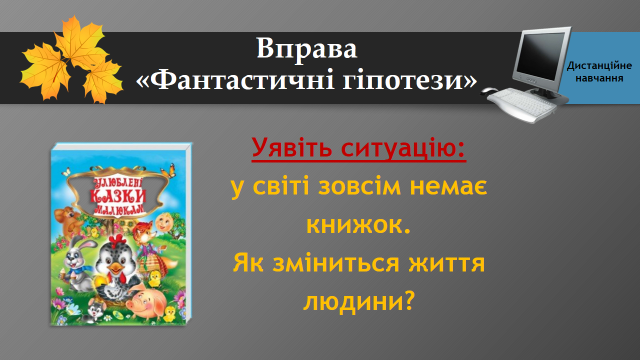 Вправа
«Фантастичні гіпотези»
Дистанційне
навчання
Уявіть ситуацію:
у світі зовсім немає
книжок.
Як зміниться життя
людини?
УЛЮБЛЕНІ
КАЗКИ
МАЛЮКАМ